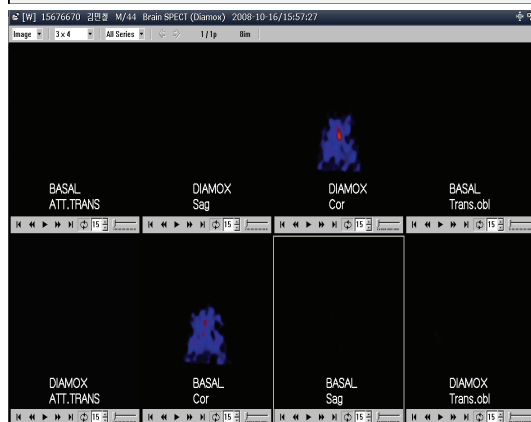 [W] 15676670 김민철 M/44 Brain SPECT (Diamox) 2008-10-16/15:57:27
Image 3 x 4 All Series 1 / 1p 8im
BASAL DIAMOX DIAMOX BASAL
ATT.TRANS Sag Cor Trans.obl
15 15 15 15
DIAMOX BASAL BASAL DIAMOX
ATT.TRANS Cor Sag Trans.obl
15 15 15 15